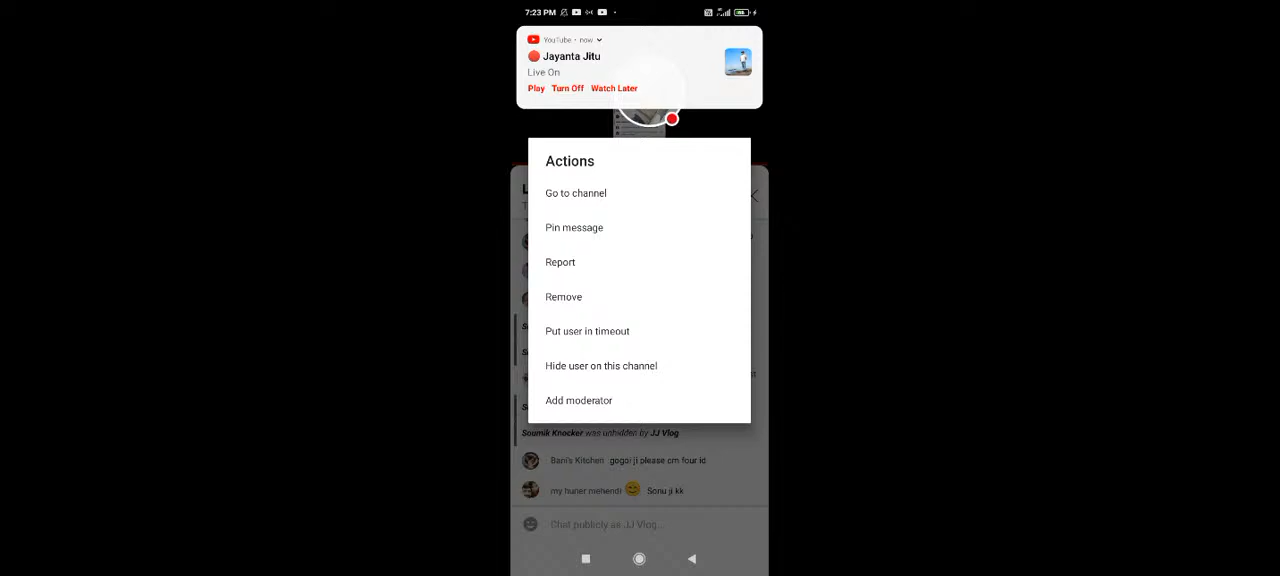 7:23 PM
YouTube • now
🔴 Jayanta Jitu
Live On
Play Turn Off Watch Later
Actions
Go to channel
Pin message
Report
Remove
Put user in timeout
Hide user on this channel
Add moderator
Soumik Knocker was unhidden by JJ Vlog
Bani's Kitchen gogoi ji please cm four id
my huner mehendi 😊 Sonu ji kk
Chat publicly as JJ Vlog...